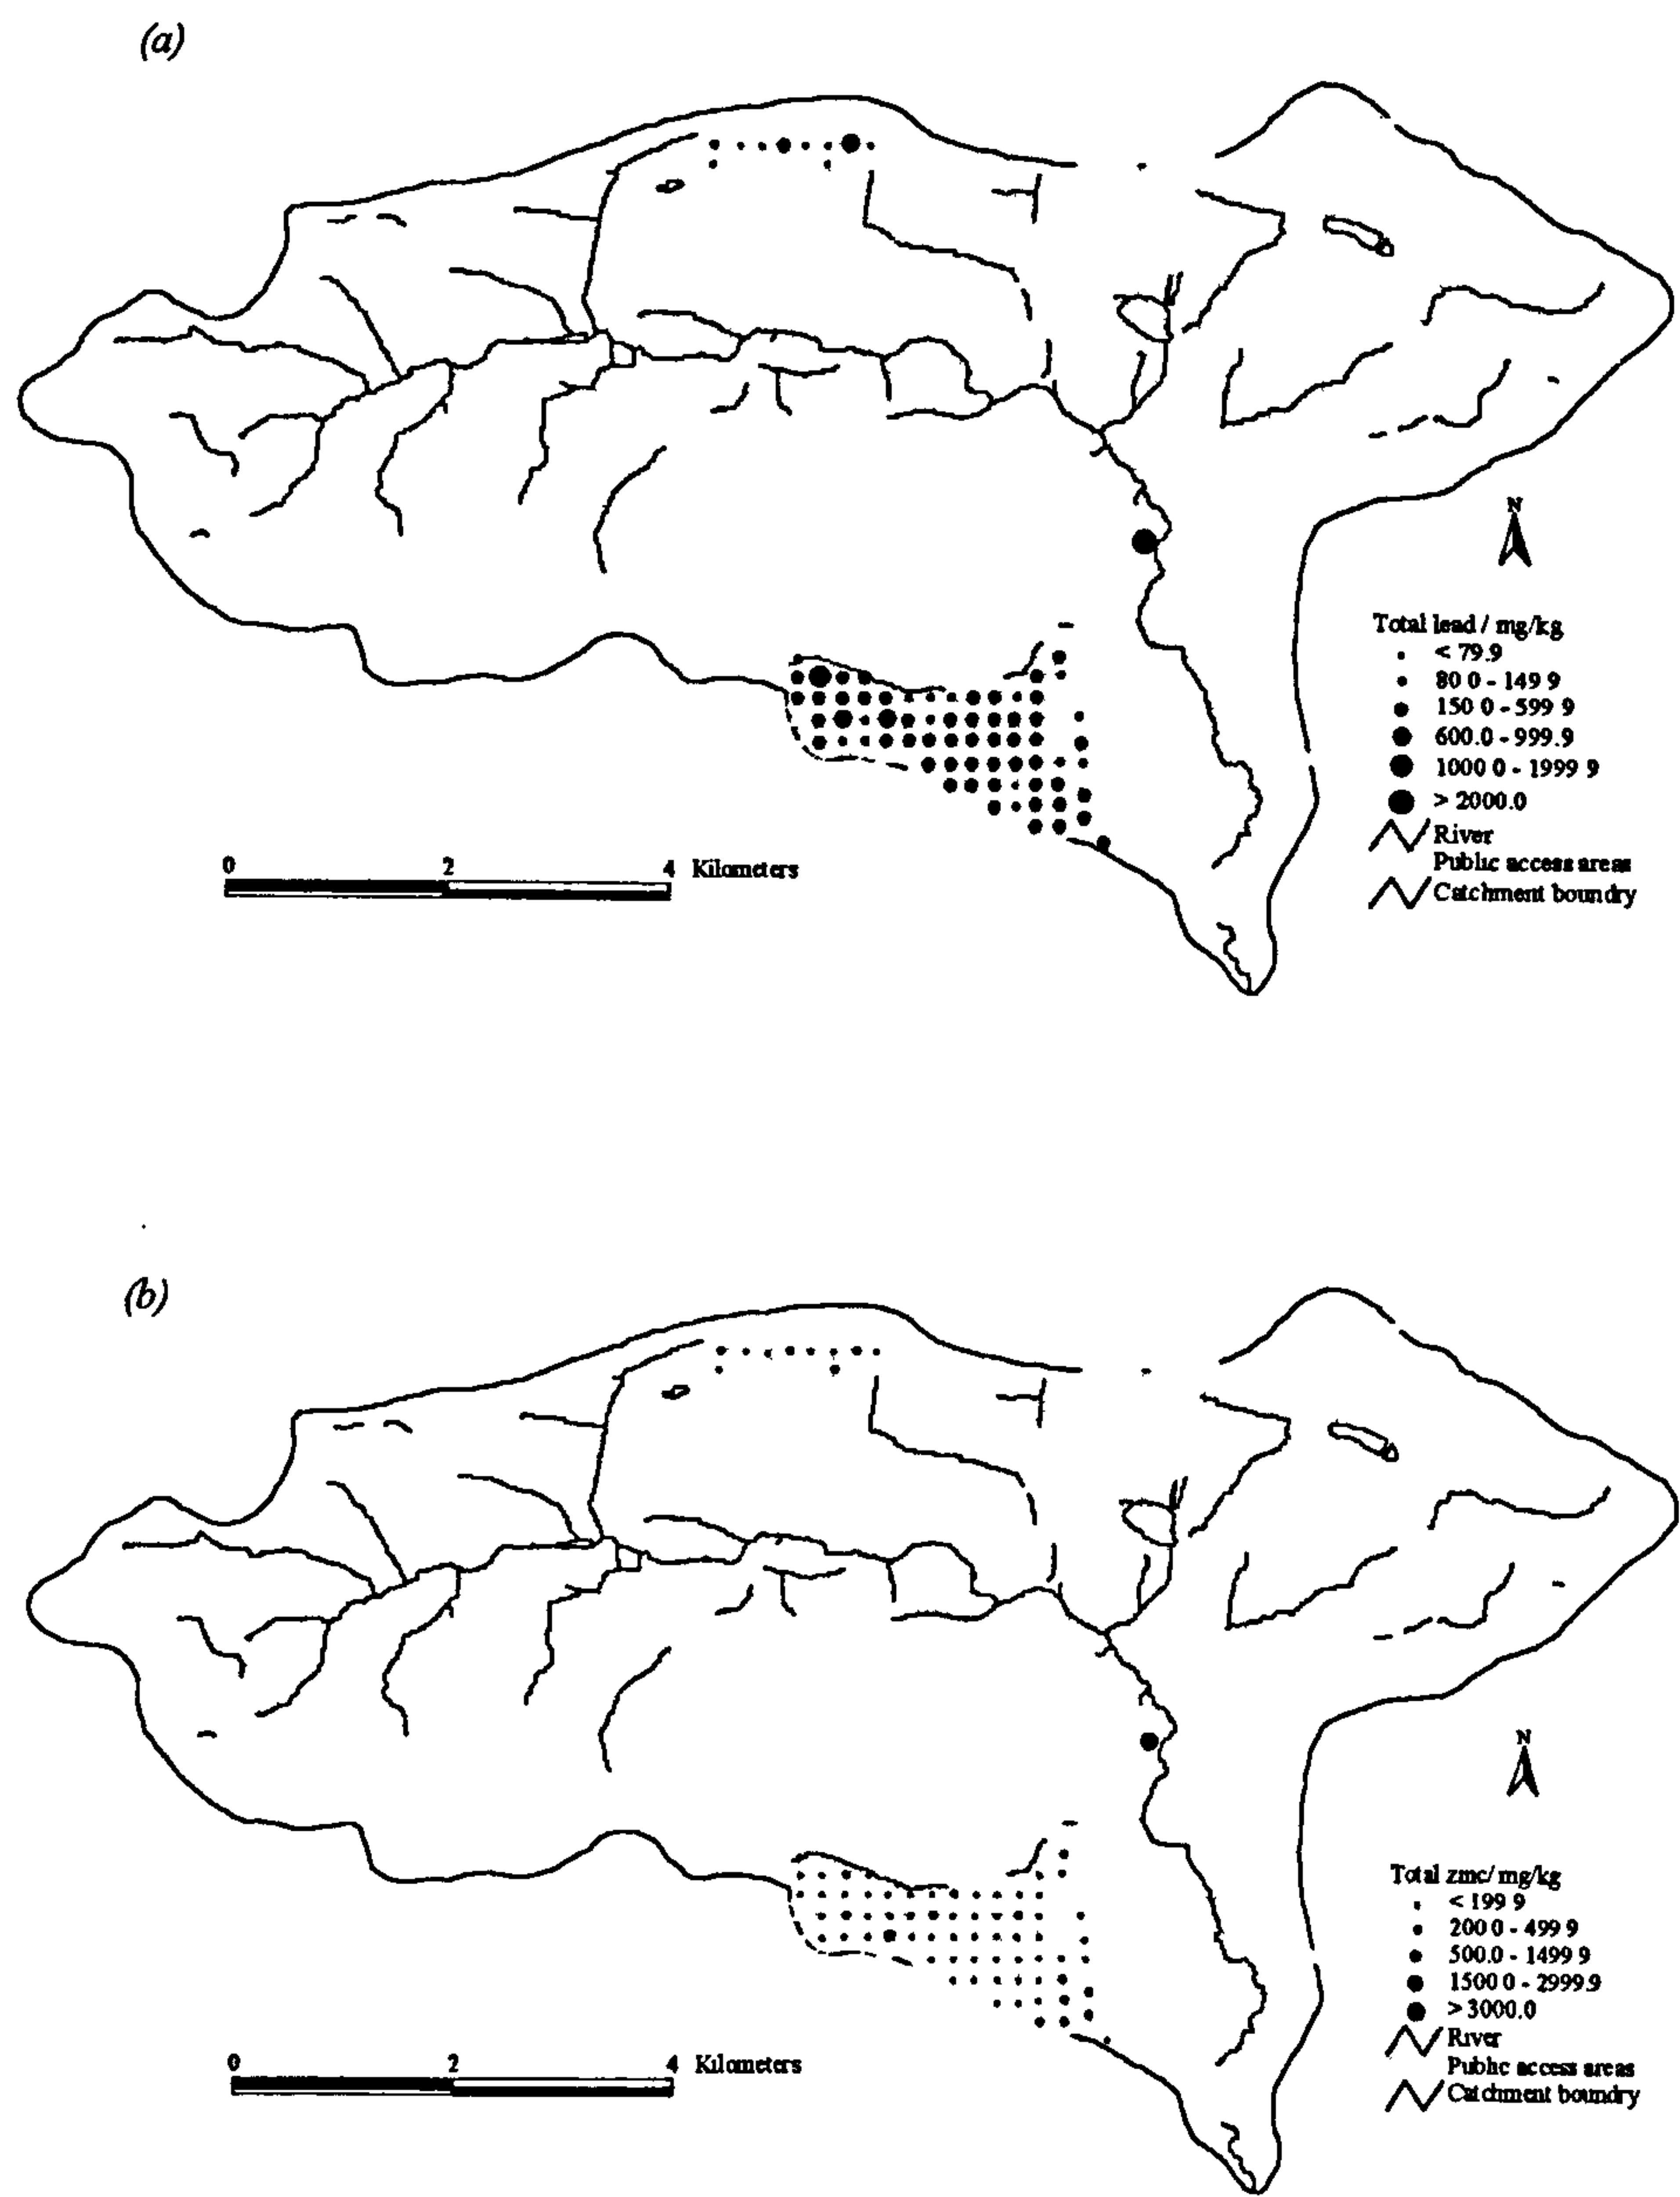 (a)
N
Total lead / mg/kg
< 79.9
80 0 - 149 9
150 0 - 599 9
600.0 - 999.9
1000 0 - 1999 9
> 2000.0
River
Public access areas
Catchment boundry
0 2 4 Kilometers
(b)
N
Total zinc/ mg/kg
< 199 9
200 0 - 499 9
500.0 - 1499 9
1500 0 - 2999.9
> 3000.0
River
Public access areas
Catchment boundry
0 2 4 Kilometers